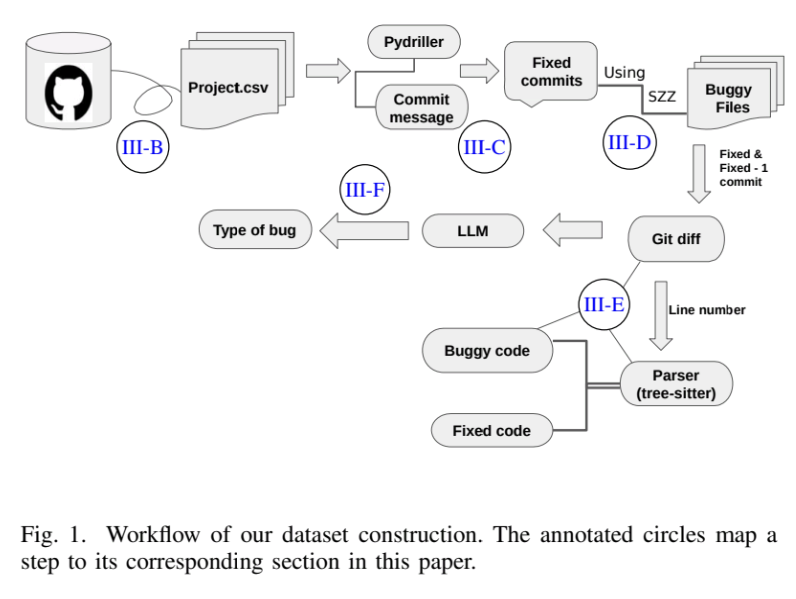 Project.csv
Pydriller
Commit
message
Fixed
commits
Using
SZZ
Buggy
Files
III-B
III-C
III-D
Fixed &
Fixed - 1
commit
III-F
Type of bug
LLM
Git diff
III-E
Line number
Buggy code
Parser
(tree-sitter)
Fixed code
Fig. 1. Workflow of our dataset construction. The annotated circles map a
step to its corresponding section in this paper.